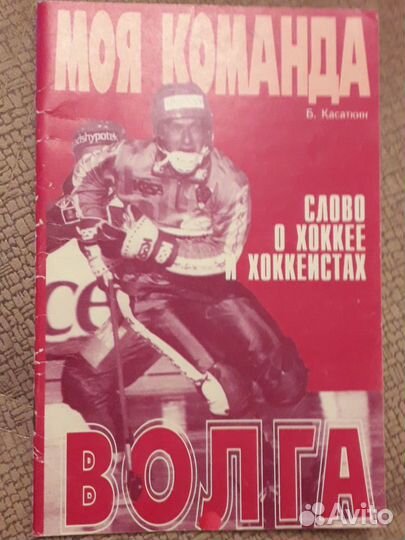 МОЯ КОМАНДА
Б. Касаткин
СЛОВО
О ХОККЕЕ
И ХОККЕИСТАХ
ВОЛГА
Avito